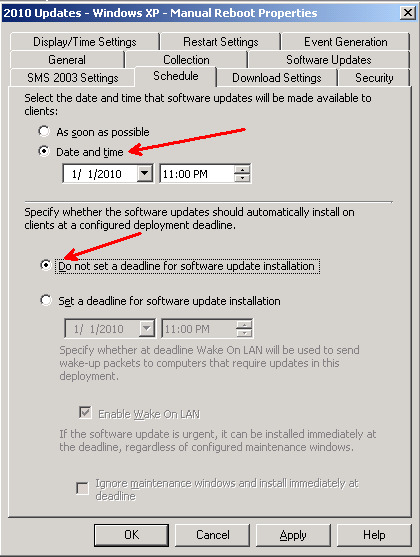 2010 Updates - Windows XP - Manual Reboot Properties
Display/Time Settings Restart Settings Event Generation
General Collection Software Updates
SMS 2003 Settings Schedule Download Settings Security
Select the date and time that software updates will be made available to
clients:
As soon as possible
Date and time
1/ 1/2010 11:00 PM
Specify whether the software updates should automatically install on
clients at a configured deployment deadline.
Do not set a deadline for software update installation
Set a deadline for software update installation
1/ 1/2010 11:00 PM
Specify whether at deadline Wake On LAN will be used to send
wake-up packets to computers that require updates in this
deployment.
Enable Wake On LAN
If the software update is urgent, it can be installed immediately at
the deadline, regardless of configured maintenance windows.
Ignore maintenance windows and install immediately at
deadline
OK Cancel Apply Help